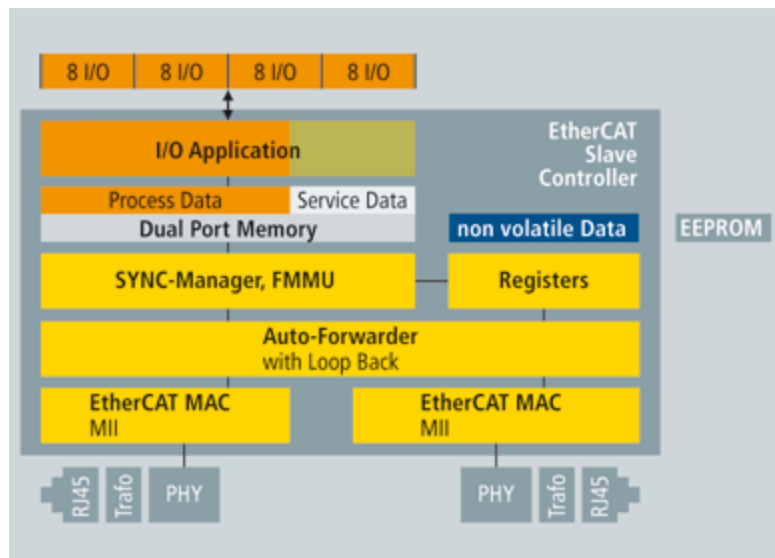 8 I/O 8 I/O 8 I/O 8 I/O
I/O Application
EtherCAT
Slave
Controller
Process Data Service Data
Dual Port Memory
non volatile Data
EEPROM
SYNC-Manager, FMMU
Registers
Auto-Forwarder
with Loop Back
EtherCAT MAC
MII
EtherCAT MAC
MII
RJ45
Trafo
PHY
PHY
Trafo
RJ45